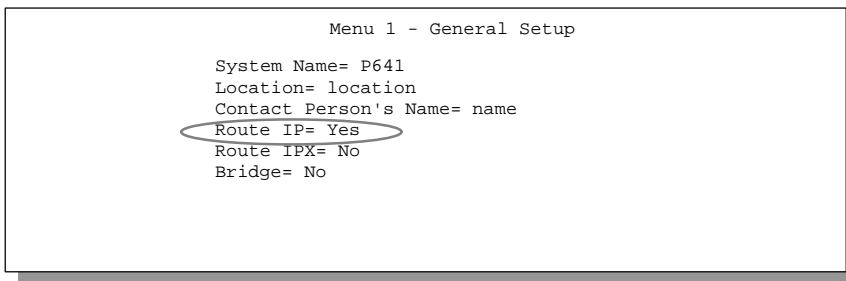 Menu 1 - General Setup
System Name= P641
Location= location
Contact Person's Name= name
Route IP= Yes
Route IPX= No
Bridge= No